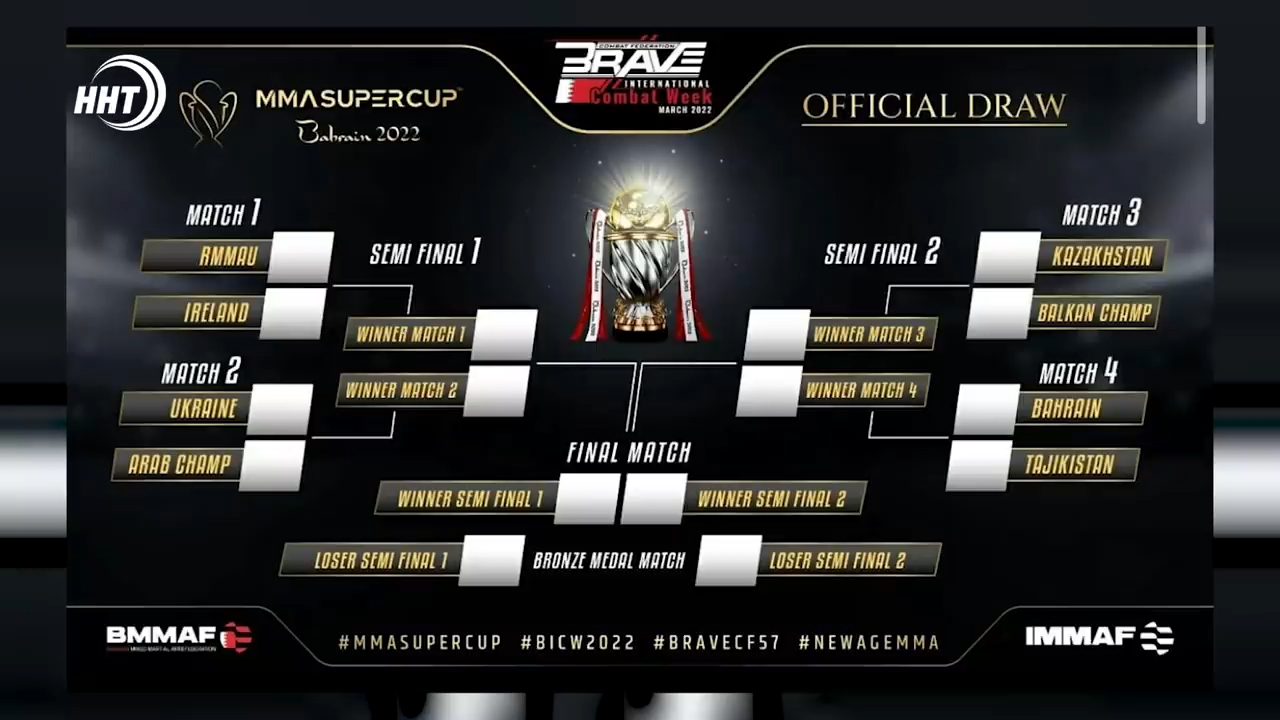 HHT
MMA SUPERCUP
Bahrain 2022
COMBAT FEDERATION
BRAVE
INTERNATIONAL
Combat Week
MARCH 2022
OFFICIAL DRAW
MATCH 1
RMMAU
IRELAND
MATCH 2
UKRAINE
ARAB CHAMP
SEMI FINAL 1
WINNER MATCH 1
WINNER MATCH 2
SEMI FINAL 2
WINNER MATCH 3
WINNER MATCH 4
MATCH 3
KAZAKHSTAN
BALKAN CHAMP
MATCH 4
BAHRAIN
TAJIKISTAN
FINAL MATCH
WINNER SEMI FINAL 1
WINNER SEMI FINAL 2
LOSER SEMI FINAL 1
BRONZE MEDAL MATCH
LOSER SEMI FINAL 2
BMMAF
#MMASUPERCUP #BICW2022 #BRAVECF57 #NEWAGEMMA
IMMAF